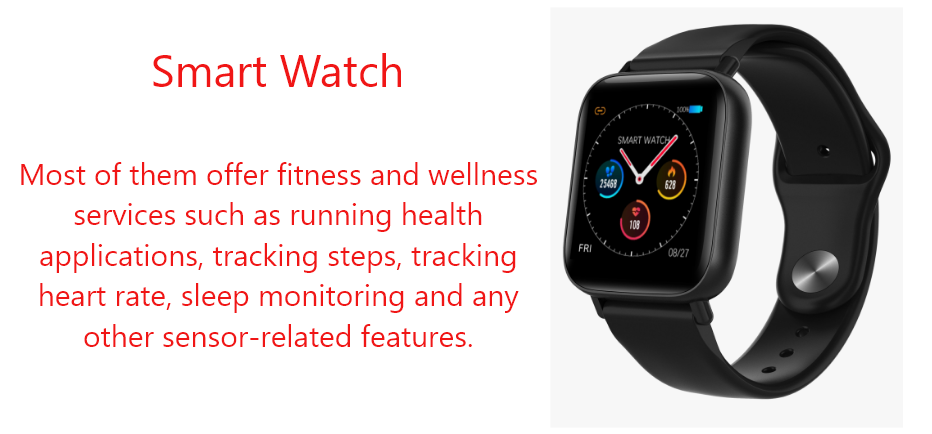 Smart Watch
Most of them offer fitness and wellness
services such as running health
applications, tracking steps, tracking
heart rate, sleep monitoring and any
other sensor-related features.
100%
SMART WATCH
25468
628
108
FRI
08/27